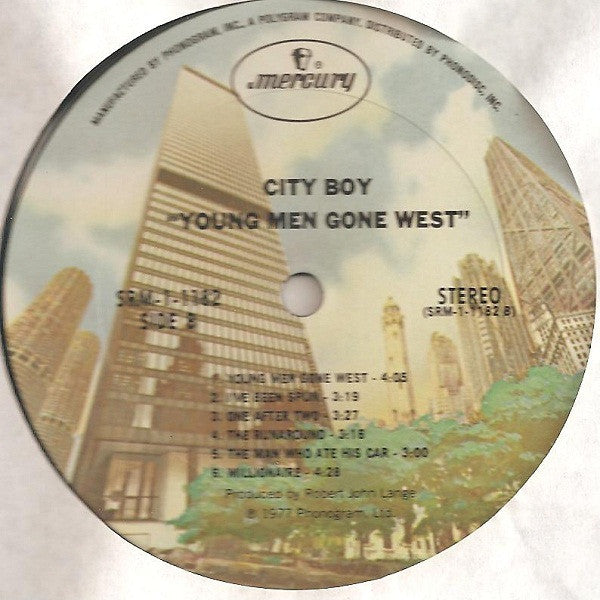 MANUFACTURED BY PHONOGRAM, INC., A POLYGRAM COMPANY. DISTRIBUTED BY PHONODISC, INC.
mercury
®
CITY BOY
"YOUNG MEN GONE WEST"
SRM-1-1182
SIDE B
STEREO
(SRM-1-1182 B)
1. YOUNG MEN GONE WEST - 4:05
2. I'VE BEEN SPUN - 3:19
3. ONE AFTER TWO - 3:27
4. THE RUNAROUND - 3:16
5. THE MAN WHO ATE HIS CAR - 3:00
6. MILLIONAIRE - 4:28
Produced by Robert John Lange
℗ 1977 Phonogram, Ltd.